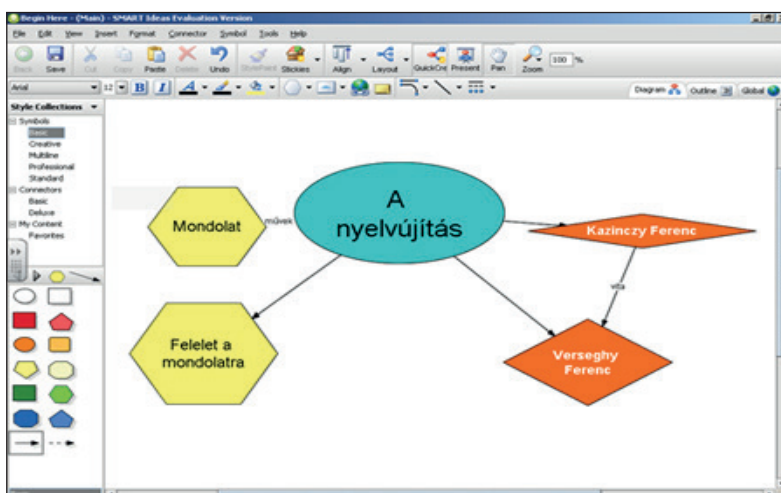 Begin Here - (Main) - SMART Ideas Evaluation Version
File Edit View Insert Format Connector Symbol Tools Help
Back Save Cut Copy Paste Delete Undo StylePoint Stickies Align Layout QuickCre Present Pan Zoom 100 %
Arial 12 B I A Diagram Outline Global
Style Collections
Symbols
Basic
Creative
Multiline
Professional
Standard
Connectors
Basic
Deluxe
My Content
Favorites
A
nyelvújítás
Mondolat
művek
Kazinczy Ferenc
vita
Felelet a
mondolatra
Verseghy
Ferenc